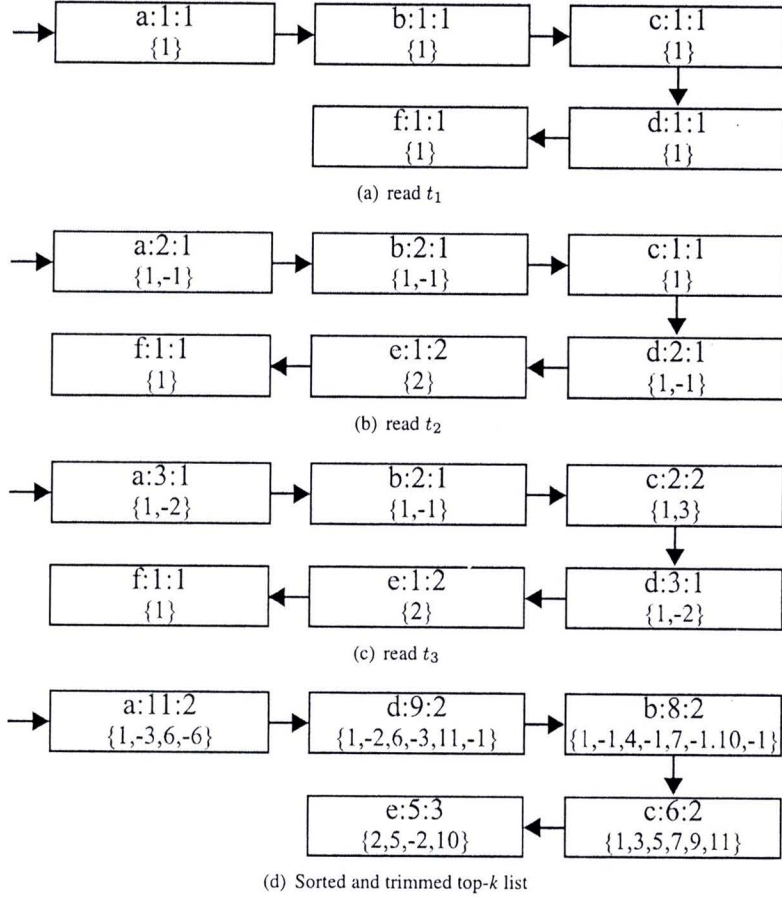 a:1:1
{1}
b:1:1
{1}
c:1:1
{1}
f:1:1
{1}
d:1:1
{1}
(a) read t₁
a:2:1
{1,-1}
b:2:1
{1,-1}
c:1:1
{1}
f:1:1
{1}
e:1:2
{2}
d:2:1
{1,-1}
(b) read t₂
a:3:1
{1,-2}
b:2:1
{1,-1}
c:2:2
{1,3}
f:1:1
{1}
e:1:2
{2}
d:3:1
{1,-2}
(c) read t₃
a:11:2
{1,-3,6,-6}
d:9:2
{1,-2,6,-3,11,-1}
b:8:2
{1,-1,4,-1,7,-1.10,-1}
e:5:3
{2,5,-2,10}
c:6:2
{1,3,5,7,9,11}
(d) Sorted and trimmed top-k list